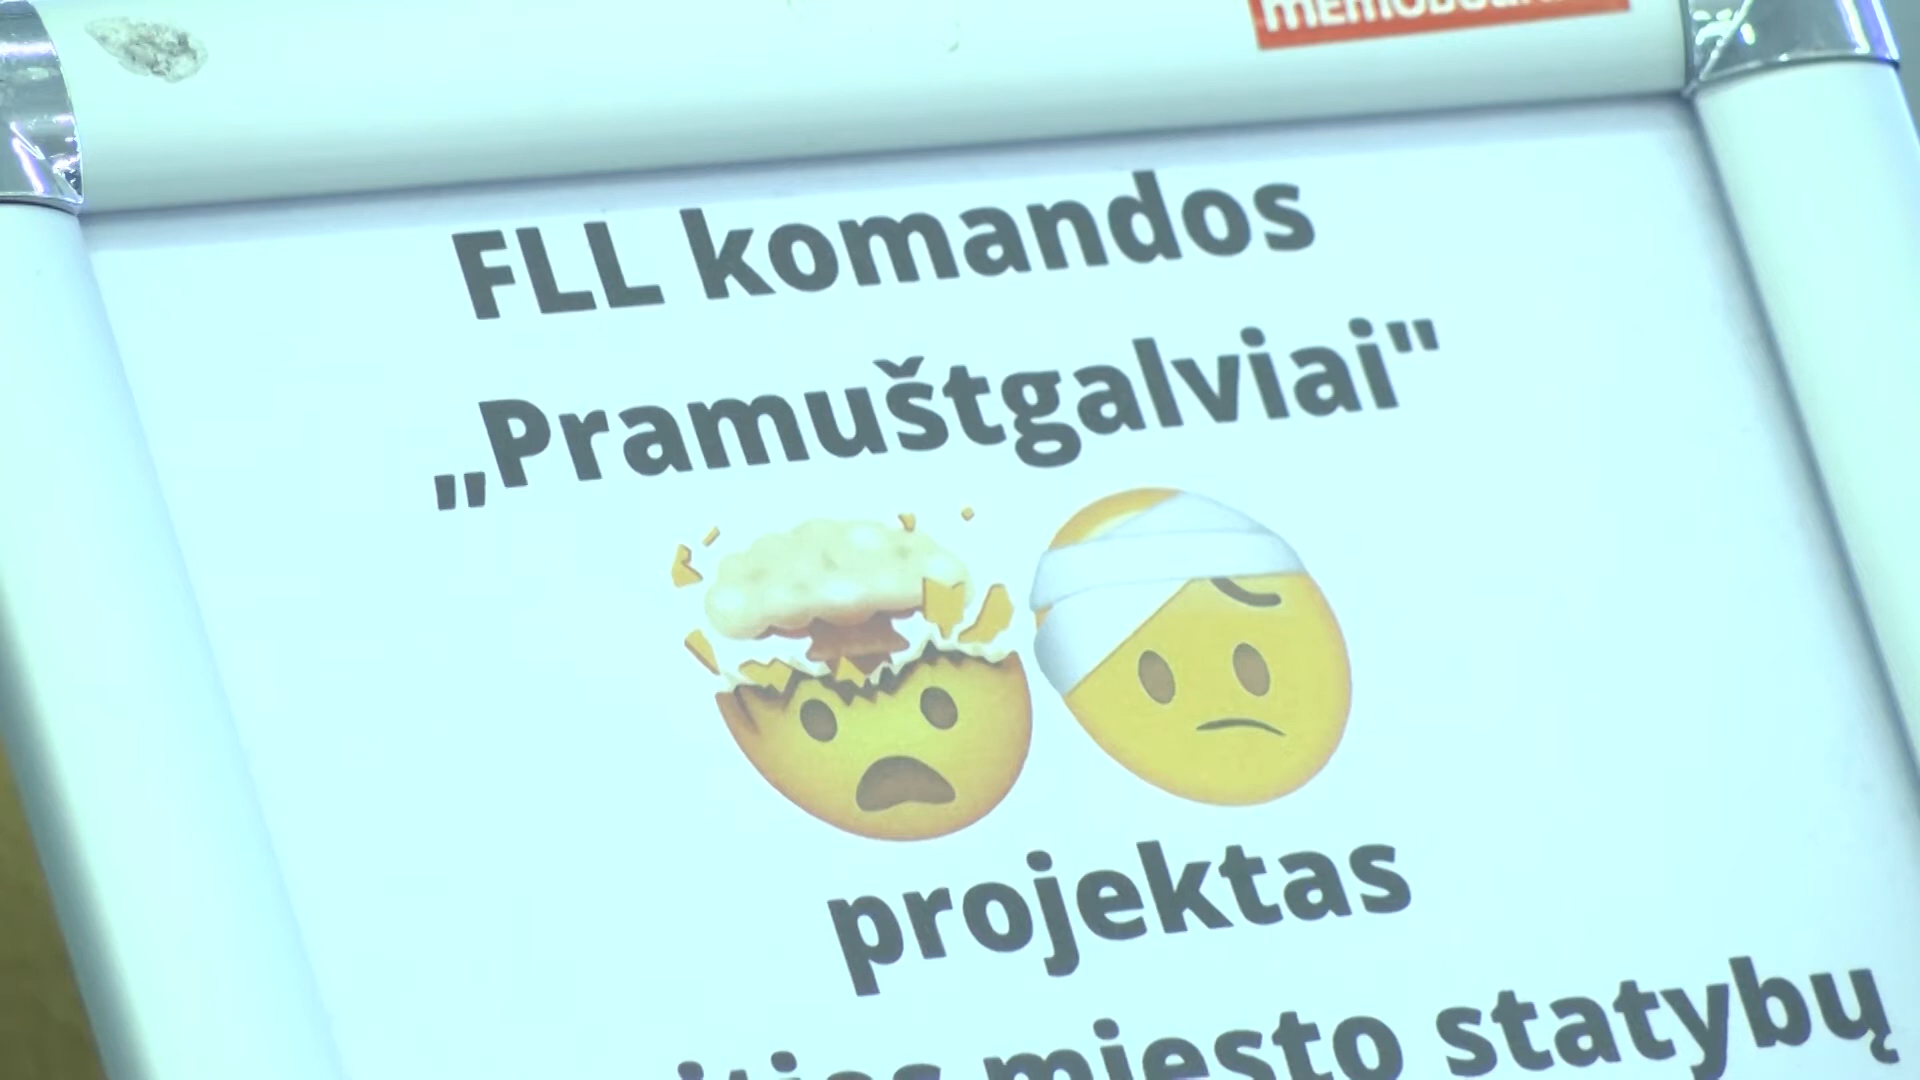 FLL komandos
„Pramuštgalviai"
projektas
miesto statybų